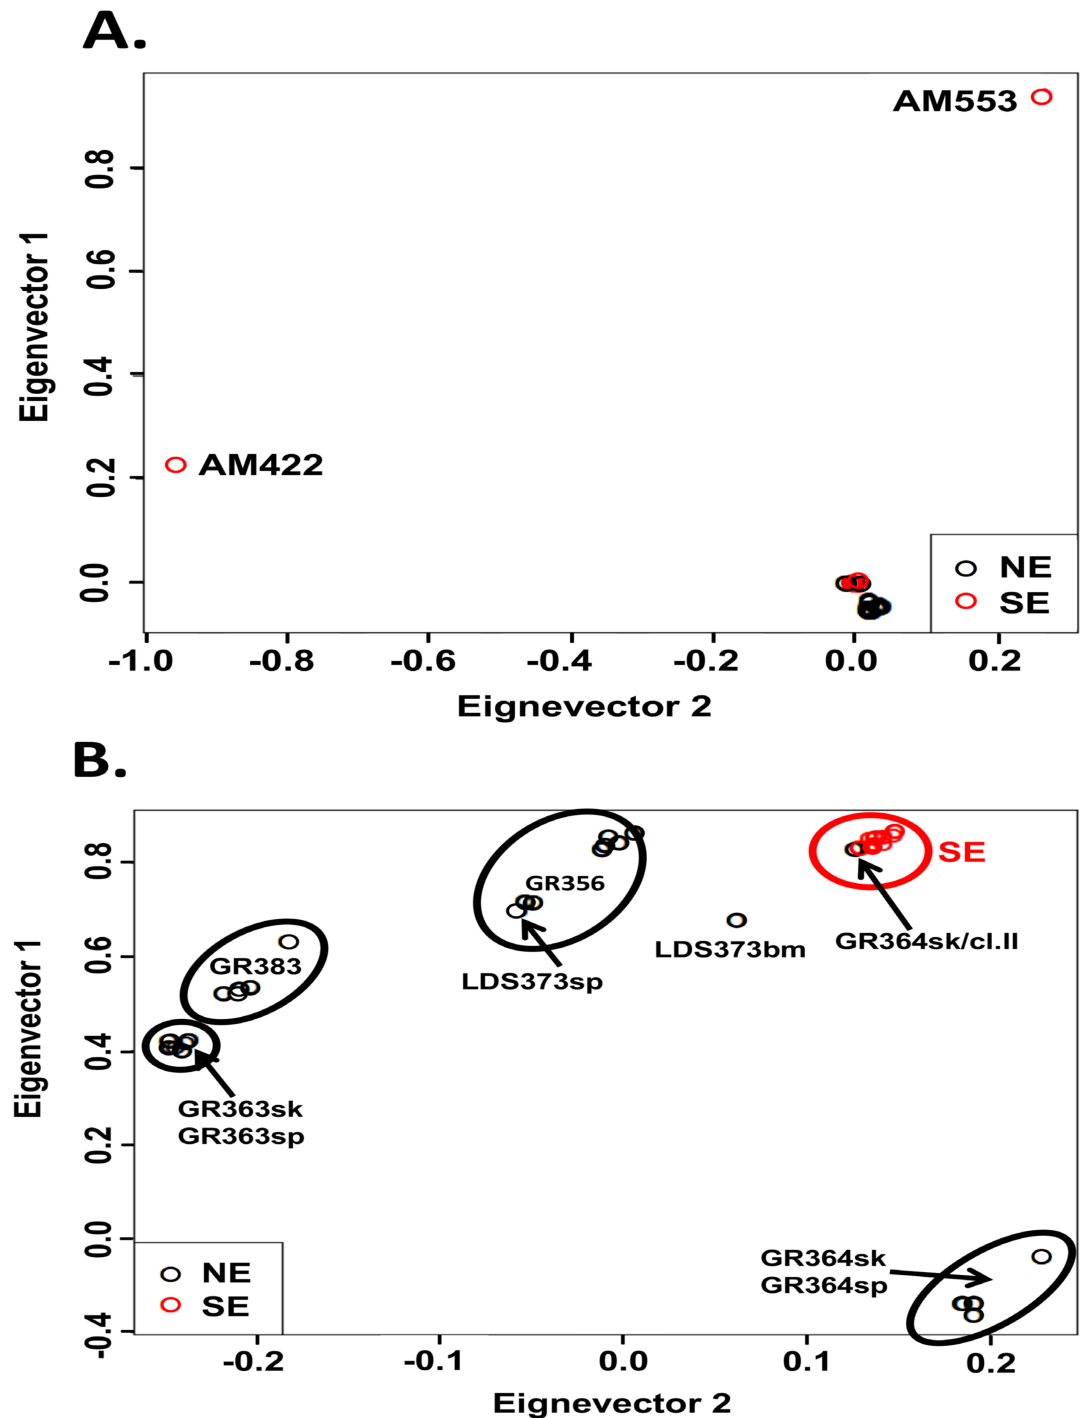 A.
AM553
AM422
Eigenvector 1
0.8
0.6
0.4
0.2
0.0
NE
SE
-1.0 -0.8 -0.6 -0.4 -0.2 0.0 0.2
Eignevector 2
B.
Eigenvector 1
0.8
0.6
0.4
0.2
0.0
-0.4
GR356
SE
GR364sk/cl.II
LDS373bm
LDS373sp
GR383
GR363sk
GR363sp
GR364sk
GR364sp
NE
SE
-0.2 -0.1 0.0 0.1 0.2
Eignevector 2